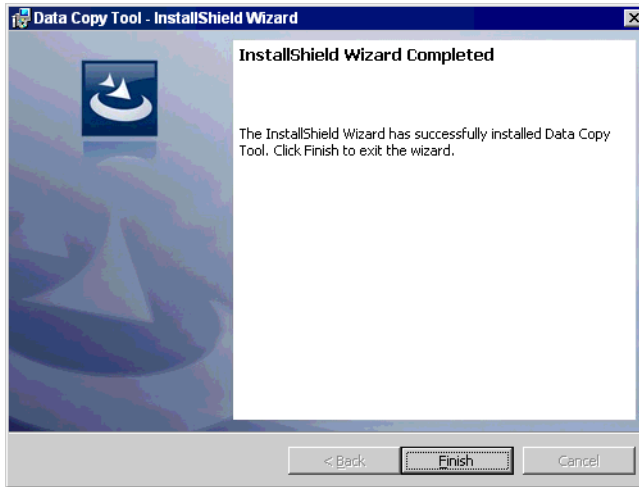 Data Copy Tool - InstallShield Wizard
InstallShield Wizard Completed
The InstallShield Wizard has successfully installed Data Copy
Tool. Click Finish to exit the wizard.
< Back Finish Cancel